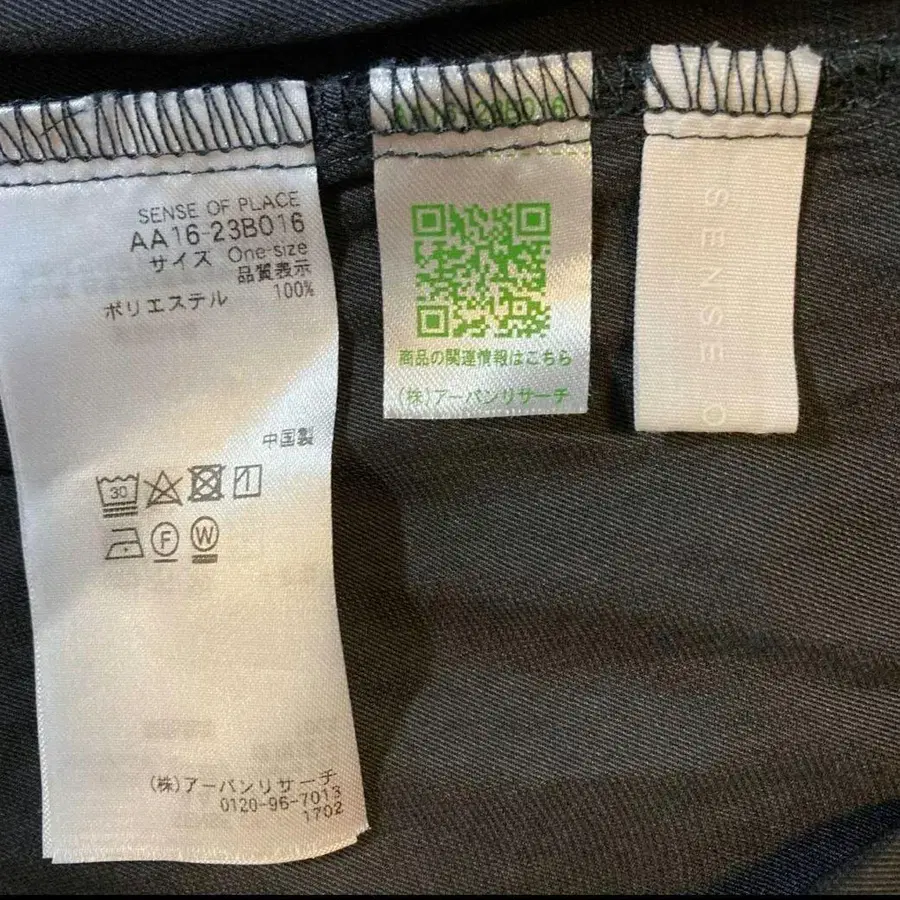 SENSE OF PLACE
AA16-23B016
サイズ One-size
品質表示
ポリエステル 100%
中国製
30
F
W
(株)アーバンリサーチ
0120-96-7013
1702
AA16-23B016
商品の関連情報はこちら
(株)アーバンリサーチ
SENSE O